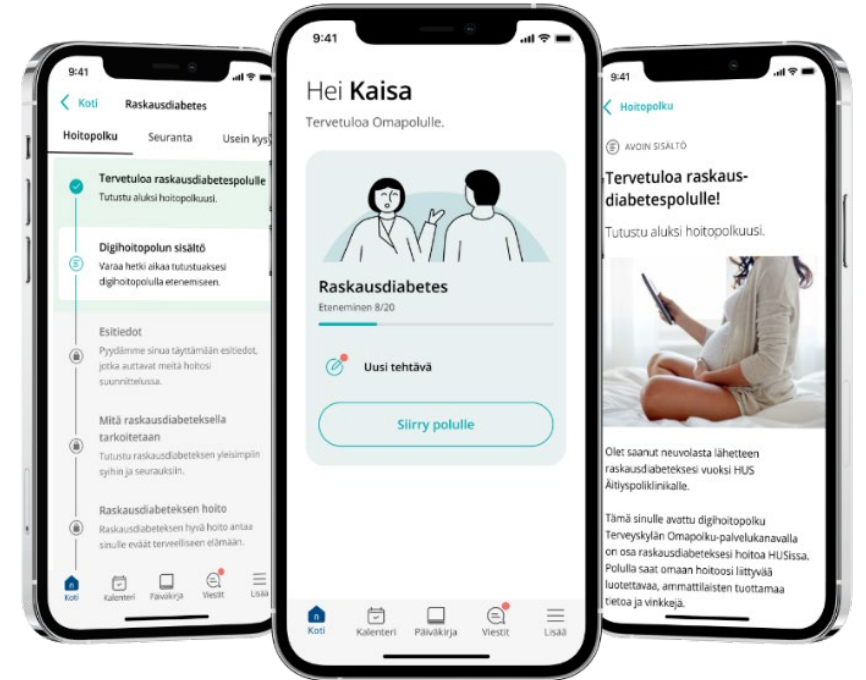 9:41
Koti
Raskausdiabetes
Hoitopolku
Seuranta
Usein
Tervetuloa raskausdiabetespolulle
Tutustu aluksi hoitopolkuusi.
Digihoitopolun sisältö
Varaa hetki aikaa tutustuaksesi
digihoitopolulla etenemiseen.
Esitiedot
Pyydämme sinua täyttämään esitiedot,
jotka auttavat meitä hoitosi
suunnittelussa.
Mitä raskausdiabeteksella
tarkoitetaan
Tutustu raskausdiabeteksen yleisimpiin
syihin ja seurauksiin.
Raskausdiabeteksen hoito
Raskausdiabeteksen hyvä hoito antaa
sinulle eväät terveelliseen elämään.
Koti
Kalenteri
Päiväkirja
Viestit
Lisää
9:41
Hei Kaisa
Tervetuloa Omapolulle.
Raskausdiabetes
Eteneminen 8/20
Uusi tehtävä
Siirry polulle
Koti
Kalenteri
Päiväkirja
Viestit
Lisää
9:41
Hoitopolku
AVOIN SISÄLTÖ
Tervetuloa raskaus-
diabetespolulle!
Tutustu aluksi hoitopolkuusi.
Olet saanut neuvolasta lähetteen
raskausdiabeteksesi vuoksi HUS
Äitiyspoliklinikalle.
Tämä sinulle avattu digihoitopolku
Terveyskylän Omapolku-palvelukanavalla
on osa raskausdiabeteksesi hoitoa HUSissa.
Polulla saat omaan hoitoosi liittyvää
luotettavaa, ammattilaisten tuottamaa
tietoa ja vinkkejä.